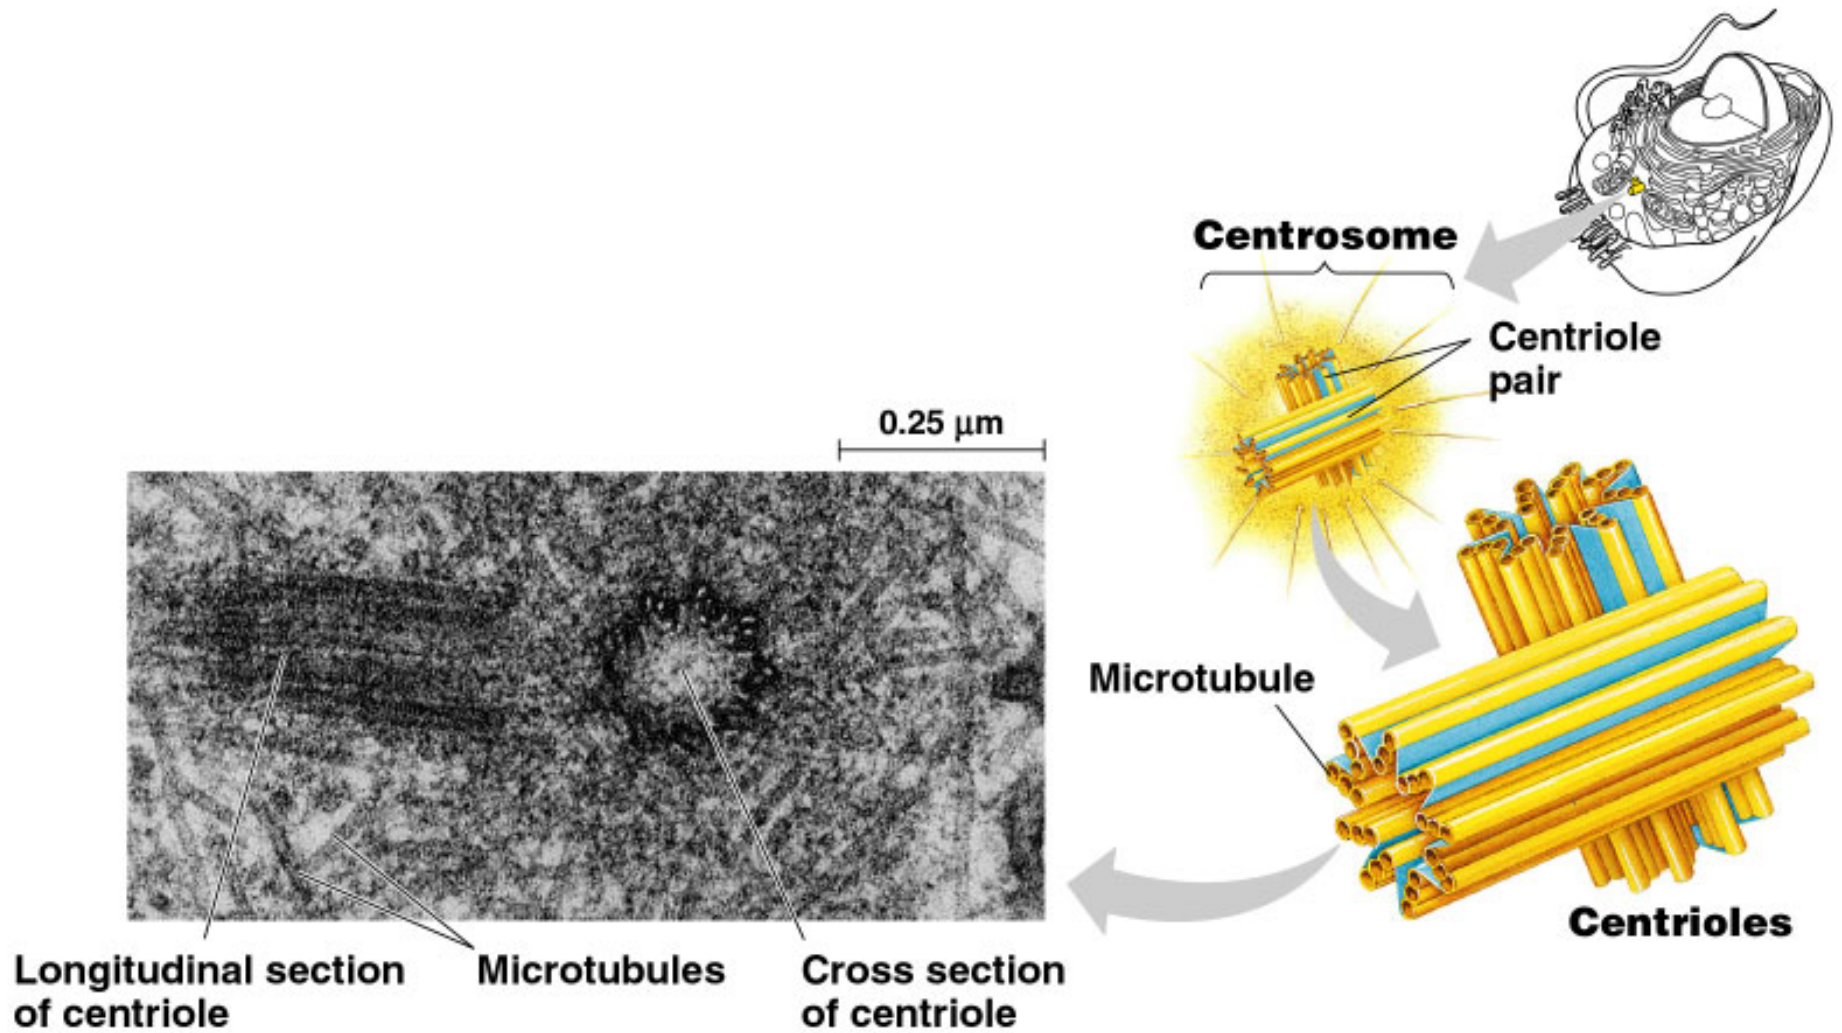 Centrosome
Centriole
pair
0.25 μm
Microtubule
Centrioles
Longitudinal section
of centriole
Microtubules
Cross section
of centriole